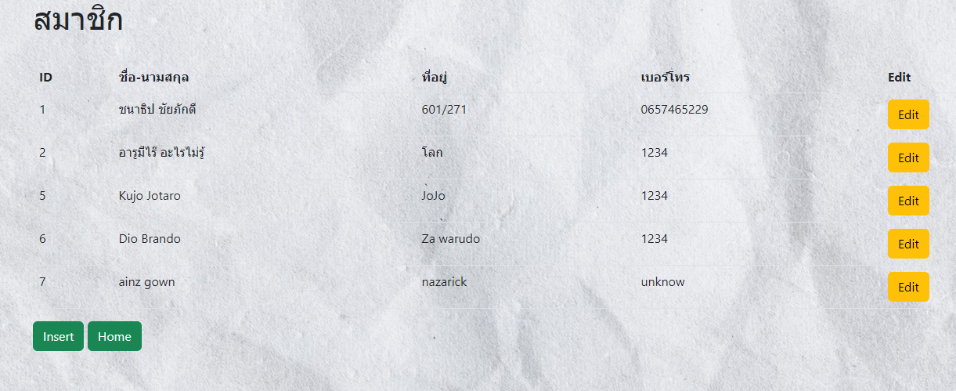 สมาชิก
ID ชื่อ-นามสกุล ที่อยู่ เบอร์โทร Edit
1 ชนาธิป ชัยภักดี 601/271 0657465229 Edit
2 อารูมีไร๊ อะไรไม่รู้ โลก 1234 Edit
5 Kujo Jotaro JoJo 1234 Edit
6 Dio Brando Za warudo 1234 Edit
7 ainz gown nazarick unknow Edit
Insert Home